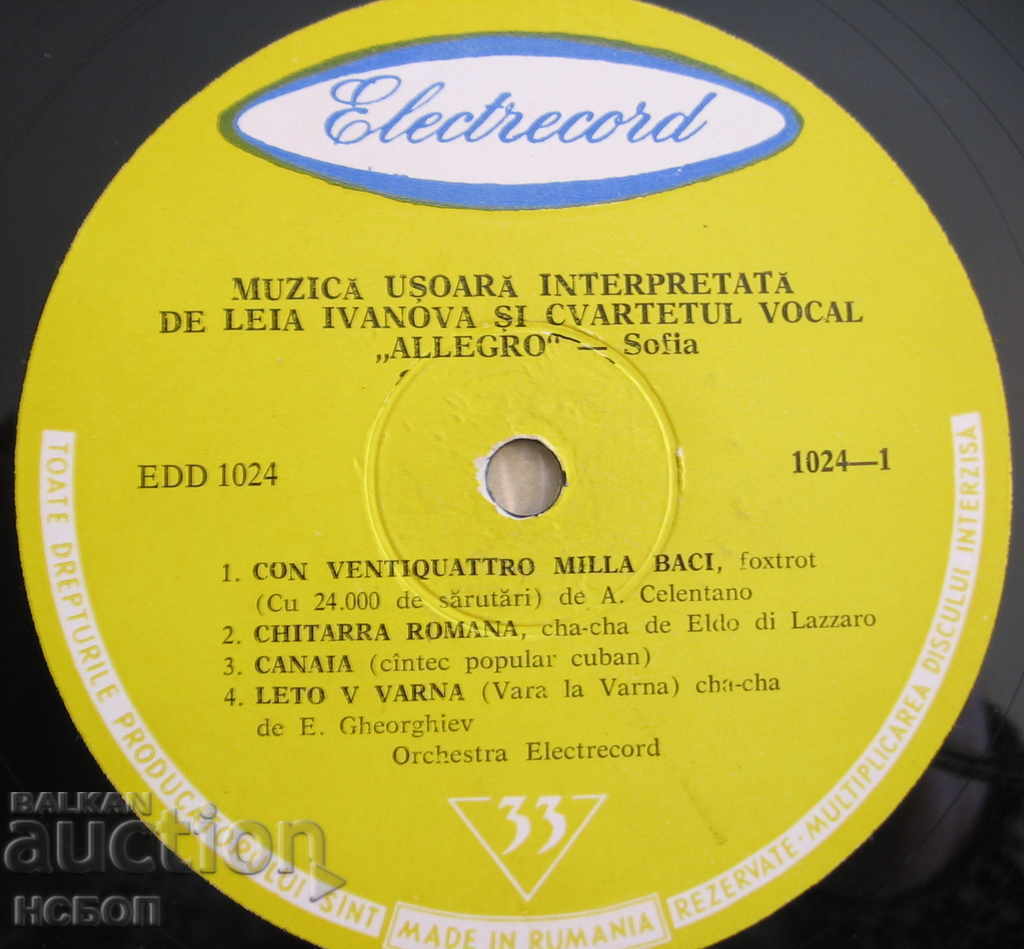 Electrecord
MUZICĂ UȘOARĂ INTERPRETATĂ
DE LEIA IVANOVA ȘI CVARTETUL VOCAL
„ALLEGRO“ — Sofia
EDD 1024
1024—1
1. CON VENTIQUATTRO MILLA BACI, foxtrot
(Cu 24.000 de sărutări) de A. Celentano
2. CHITARRA ROMANA, cha-cha de Eldo di Lazzaro
3. CANAIA (cîntec popular cuban)
4. LETO V VARNA (Vara la Varna) cha-cha
de E. Gheorghiev
Orchestra Electrecord
33
TOATE DREPTURILE PRODUCATORULUI SINT
MADE IN RUMANIA
REZERVATE · MULTIPLICAREA DISCULUI INTERZISA
BALKAN
auction
НСБОП